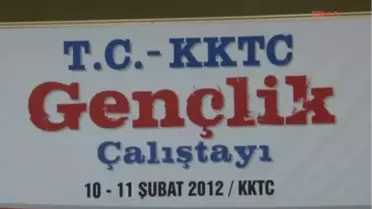 T.C.-KKTC
Gençlik
Çalıştayı
10 - 11 ŞUBAT 2012 / KKTC